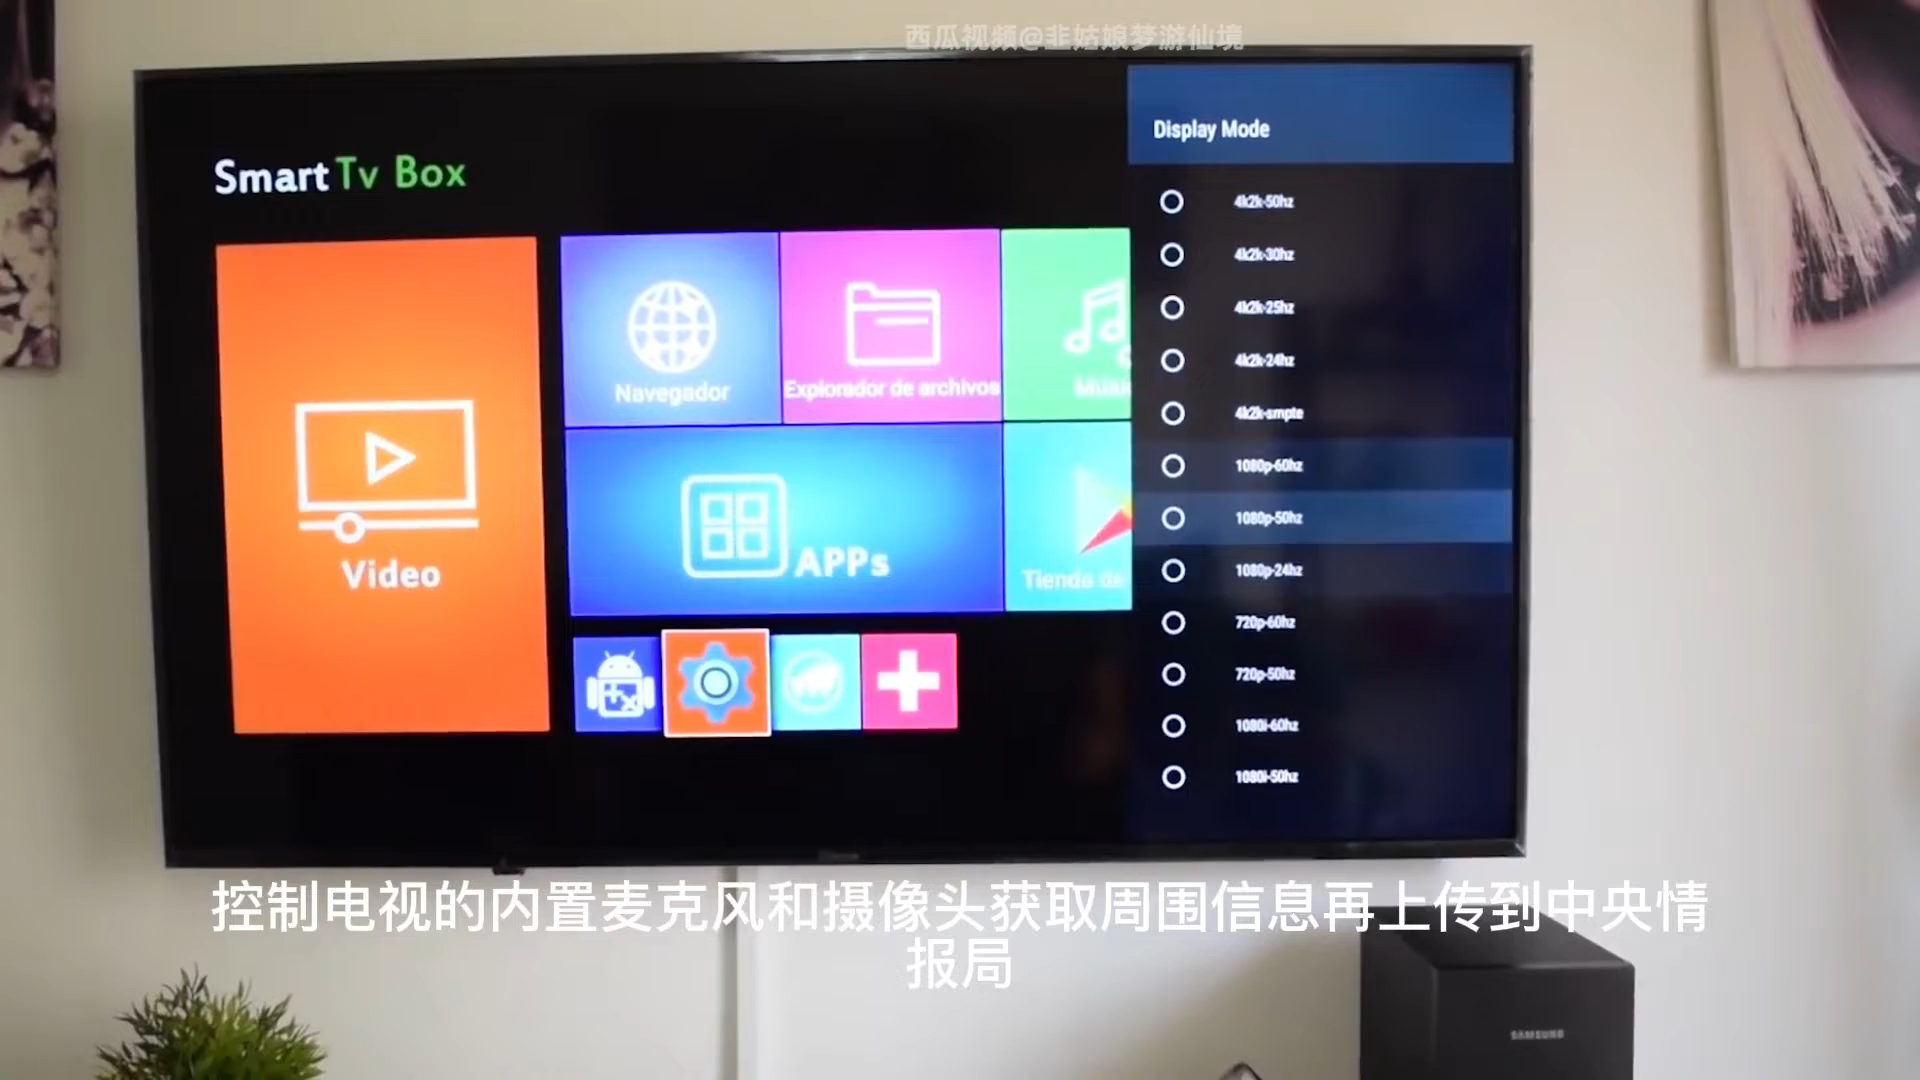 西瓜视频@韭姑娘梦游仙境
Smart Tv Box
Display Mode
4k2k-50hz
4k2k-30hz
4k2k-25hz
4k2k-24hz
4k2k-smpte
1080p-60hz
1080p-50hz
1080p-24hz
720p-60hz
720p-50hz
1080i-60hz
1080i-50hz
Navegador
Explorador de archivos
Video
APPs
Tienda de
控制电视的内置麦克风和摄像头获取周围信息再上传到中央情
报局
SAMSUNG